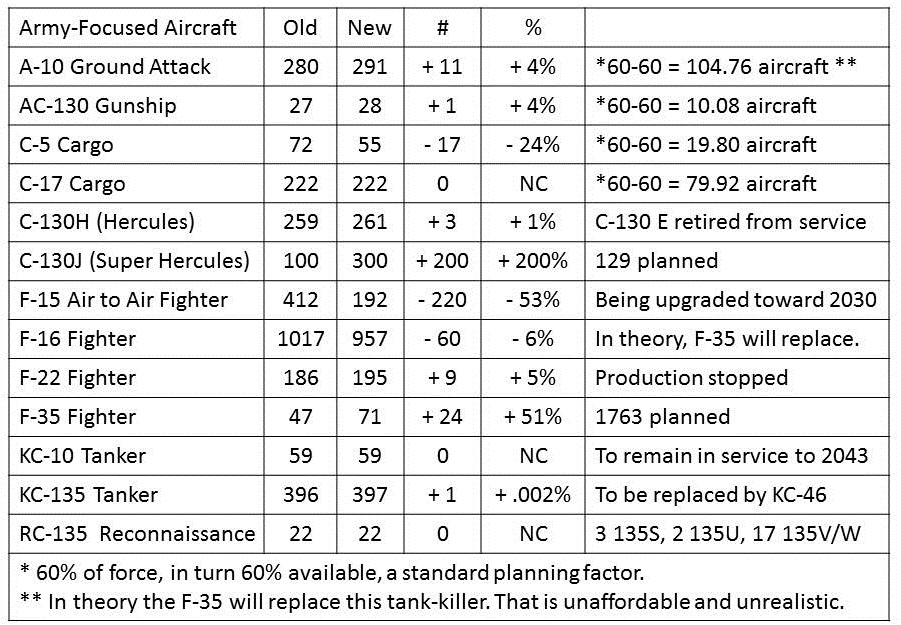 Army-Focused Aircraft Old New # %
A-10 Ground Attack 280 291 + 11 + 4% *60-60 = 104.76 aircraft **
AC-130 Gunship 27 28 + 1 + 4% *60-60 = 10.08 aircraft
C-5 Cargo 72 55 - 17 - 24% *60-60 = 19.80 aircraft
C-17 Cargo 222 222 0 NC *60-60 = 79.92 aircraft
C-130H (Hercules) 259 261 + 3 + 1% C-130 E retired from service
C-130J (Super Hercules) 100 300 + 200 + 200% 129 planned
F-15 Air to Air Fighter 412 192 - 220 - 53% Being upgraded toward 2030
F-16 Fighter 1017 957 - 60 - 6% In theory, F-35 will replace.
F-22 Fighter 186 195 + 9 + 5% Production stopped
F-35 Fighter 47 71 + 24 + 51% 1763 planned
KC-10 Tanker 59 59 0 NC To remain in service to 2043
KC-135 Tanker 396 397 + 1 + .002% To be replaced by KC-46
RC-135 Reconnaissance 22 22 0 NC 3 135S, 2 135U, 17 135V/W
* 60% of force, in turn 60% available, a standard planning factor.
** In theory the F-35 will replace this tank-killer. That is unaffordable and unrealistic.